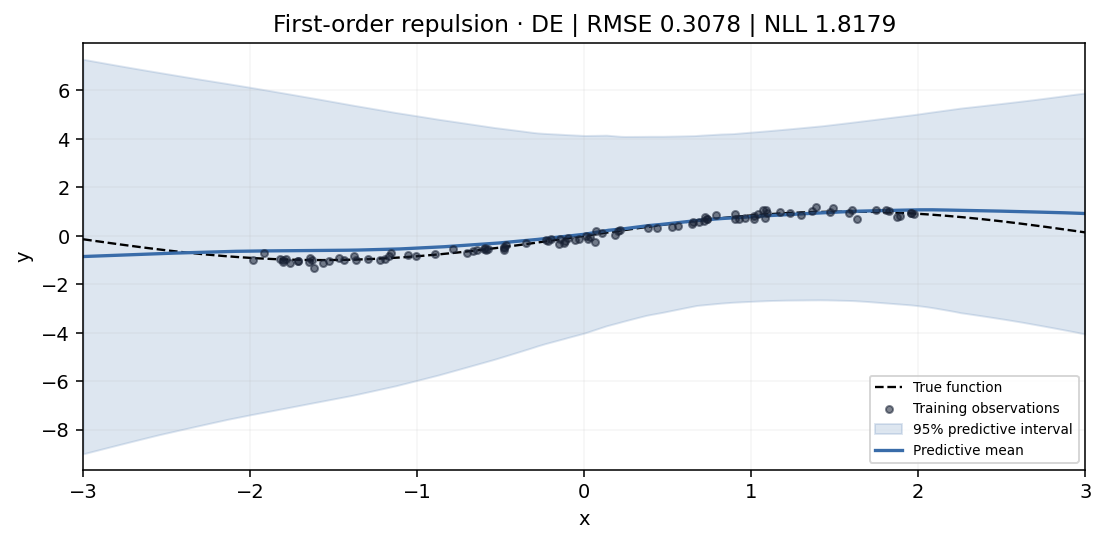 First-order repulsion · DE | RMSE 0.3078 | NLL 1.8179
6
4
2
0
−2
−4
−6
−8
y
−3
−2
−1
0
1
2
3
x
True function
Training observations
95% predictive interval
Predictive mean